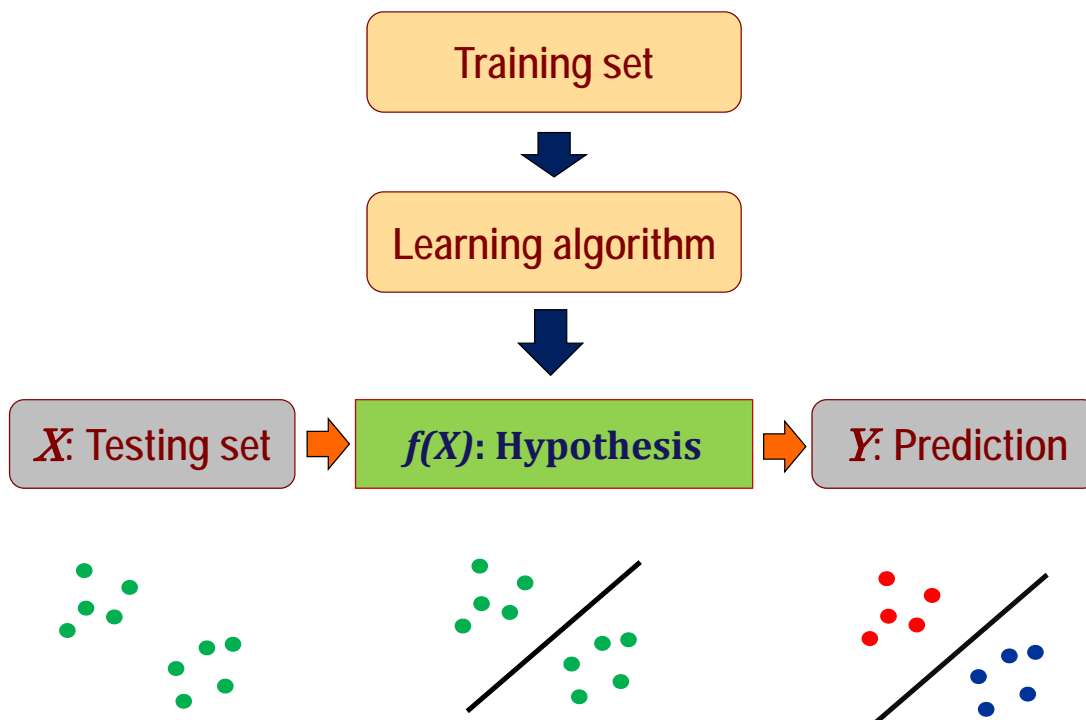 Training set
Learning algorithm
X: Testing set
f(X): Hypothesis
Y: Prediction